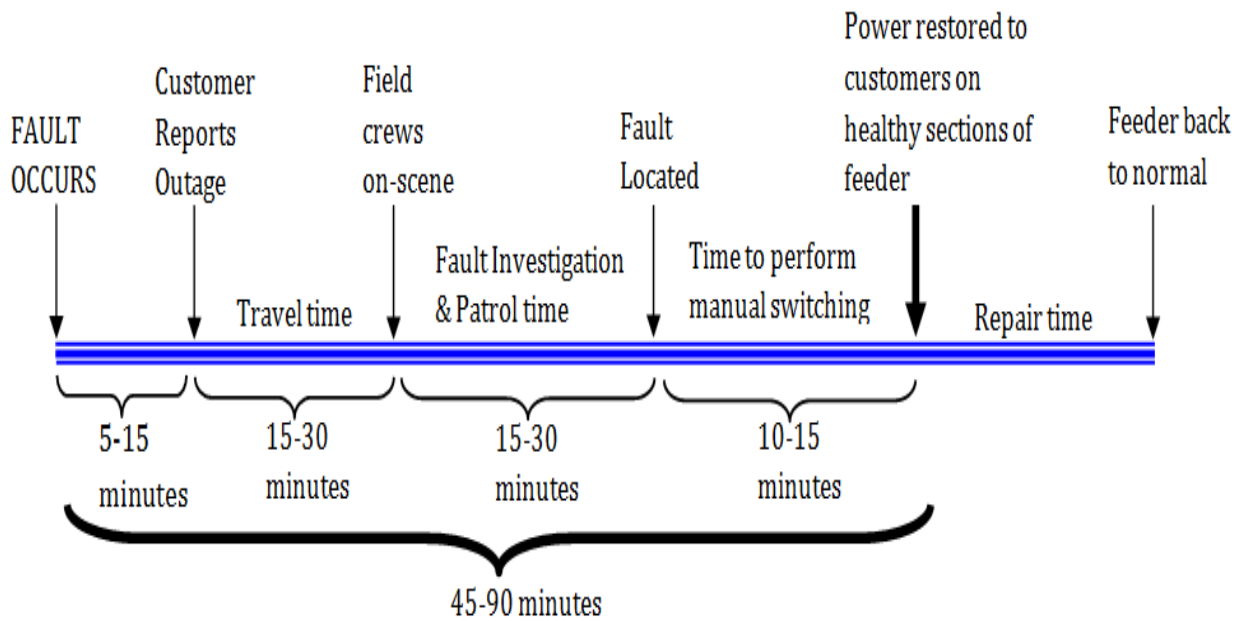 FAULT
OCCURS
Customer
Reports
Outage
Field
crews
on-scene
Fault
Located
Power restored to
customers on
healthy sections of
feeder
Feeder back
to normal
Travel time
Fault Investigation
& Patrol time
Time to perform
manual switching
Repair time
5-15
minutes
15-30
minutes
15-30
minutes
10-15
minutes
45-90 minutes